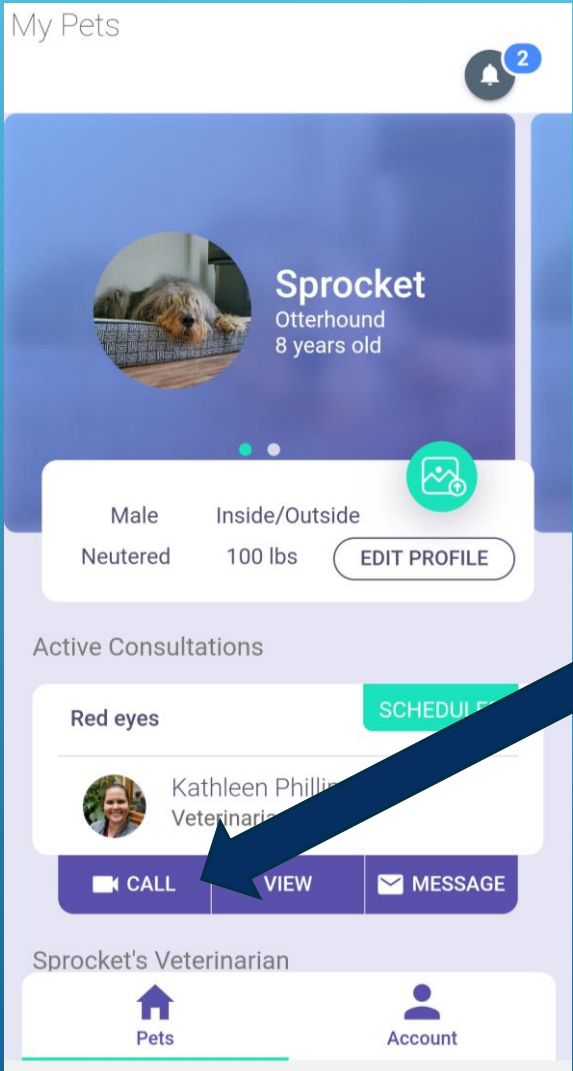 My Pets
2
Sprocket
Otterhound
8 years old
Male Inside/Outside
Neutered 100 lbs EDIT PROFILE
Active Consultations
Red eyes
Kathleen
CALL VIEW MESSAGE
Sprocket's Veterinarian
Pets Account